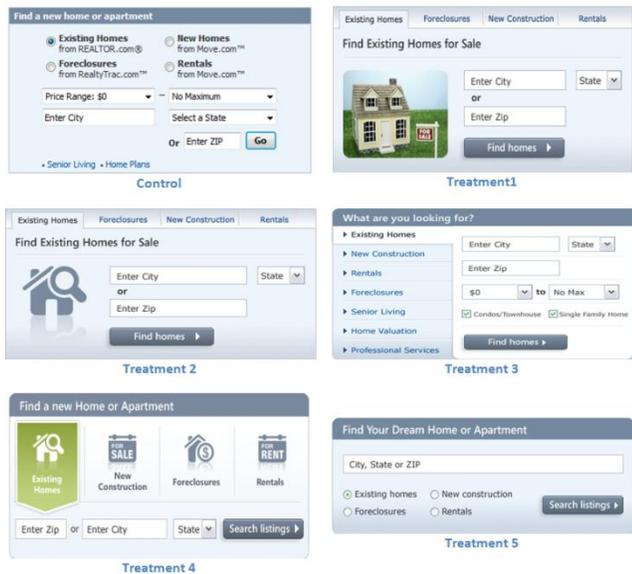 Find a new home or apartment
Existing Homes
from REALTOR.com®
New Homes
from Move.com™
Foreclosures
from RealtyTrac.com™
Rentals
from Move.com™
Price Range: $0 – No Maximum
Enter City Select a State
Or Enter ZIP Go
• Senior Living • Home Plans
Control
Existing Homes Foreclosures New Construction Rentals
Find Existing Homes for Sale
FOR SALE
Enter City State
or
Enter Zip
Find homes
Treatment1
Existing Homes Foreclosures New Construction Rentals
Find Existing Homes for Sale
Enter City State
or
Enter Zip
Find homes
Treatment 2
What are you looking for?
Existing Homes
New Construction
Rentals
Foreclosures
Senior Living
Home Valuation
Professional Services
Enter City State
Enter Zip
$0 to No Max
Condos/Townhouse Single Family Home
Find homes
Treatment 3
Find a new Home or Apartment
Existing
Homes
FOR
SALE
New
Construction
Foreclosures
FOR
RENT
Rentals
Enter Zip or Enter City State Search listings
Treatment 4
Find Your Dream Home or Apartment
City, State or ZIP
Existing homes New construction
Foreclosures Rentals
Search listings
Treatment 5